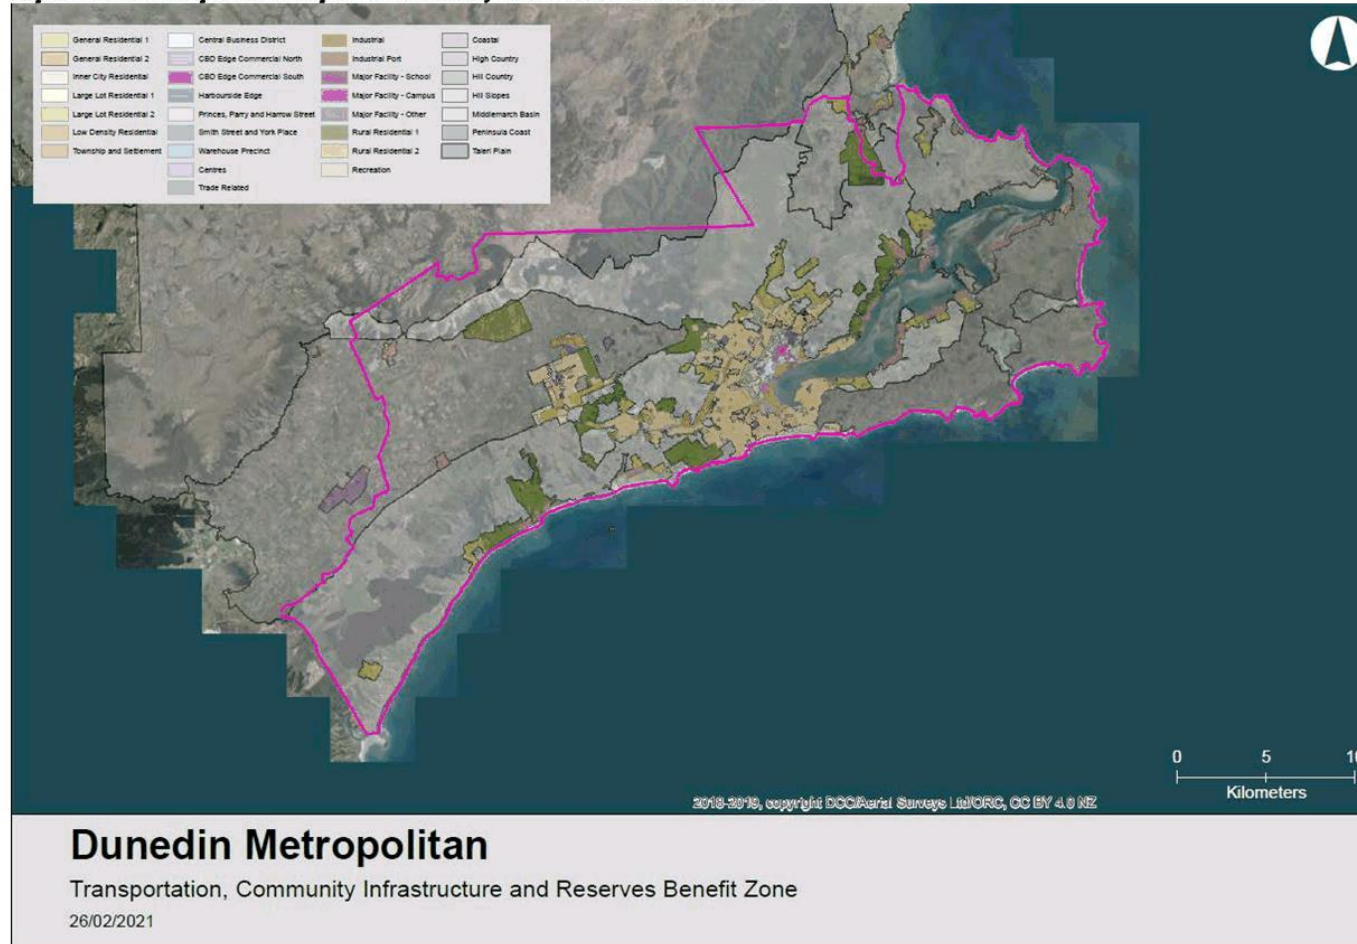 General Residential 1
General Residential 2
Inner City Residential
Large Lot Residential 1
Large Lot Residential 2
Low Density Residential
Township and Settlement
Central Business District
CBD Edge Commercial North
CBD Edge Commercial South
Harbourside Edge
Princes, Parry and Harrow Street
Smith Street and York Place
Warehouse Precinct
Centres
Trade Related
Industrial
Industrial Port
Major Facility - School
Major Facility - Campus
Major Facility - Other
Rural Residential 1
Rural Residential 2
Recreation
Coastal
High Country
Hill Country
Hill Slopes
Middlemarch Basin
Peninsula Coast
Taieri Plain
0 5 10
Kilometers
2018-2019, copyright DCC/Aerial Surveys Ltd/ORC, CC BY 4.0 NZ
Dunedin Metropolitan
Transportation, Community Infrastructure and Reserves Benefit Zone
26/02/2021